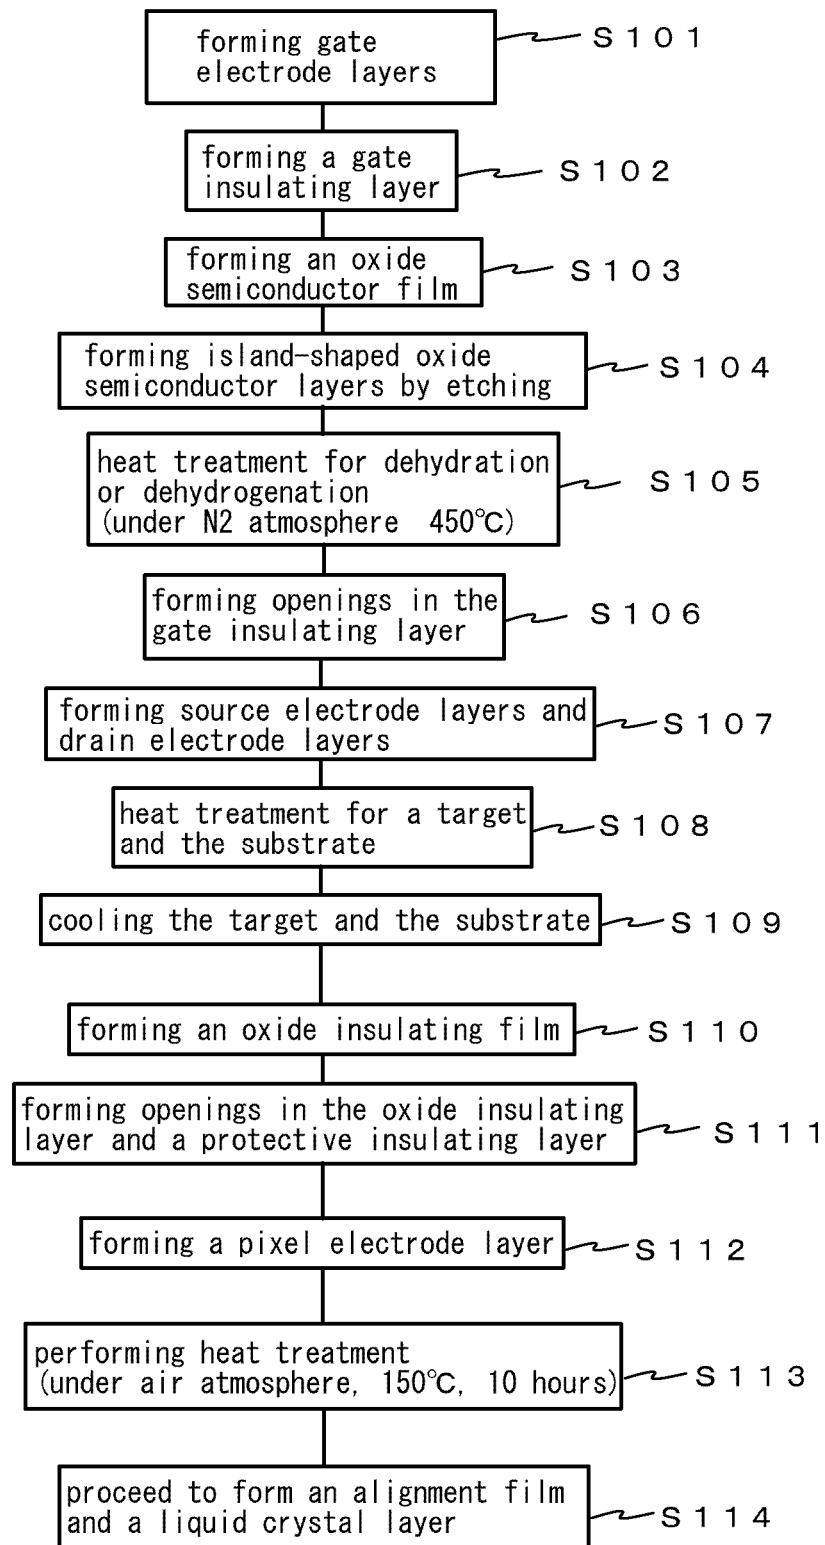 forming gate
electrode layers
S101
forming a gate
insulating layer
S102
forming an oxide
semiconductor film
S103
forming island-shaped oxide
semiconductor layers by etching
S104
heat treatment for dehydration
or dehydrogenation
(under N2 atmosphere 450℃)
S105
forming openings in the
gate insulating layer
S106
forming source electrode layers and
drain electrode layers
S107
heat treatment for a target
and the substrate
S108
cooling the target and the substrate
S109
forming an oxide insulating film
S110
forming openings in the oxide insulating
layer and a protective insulating layer
S111
forming a pixel electrode layer
S112
performing heat treatment
(under air atmosphere, 150℃, 10 hours)
S113
proceed to form an alignment film
and a liquid crystal layer
S114